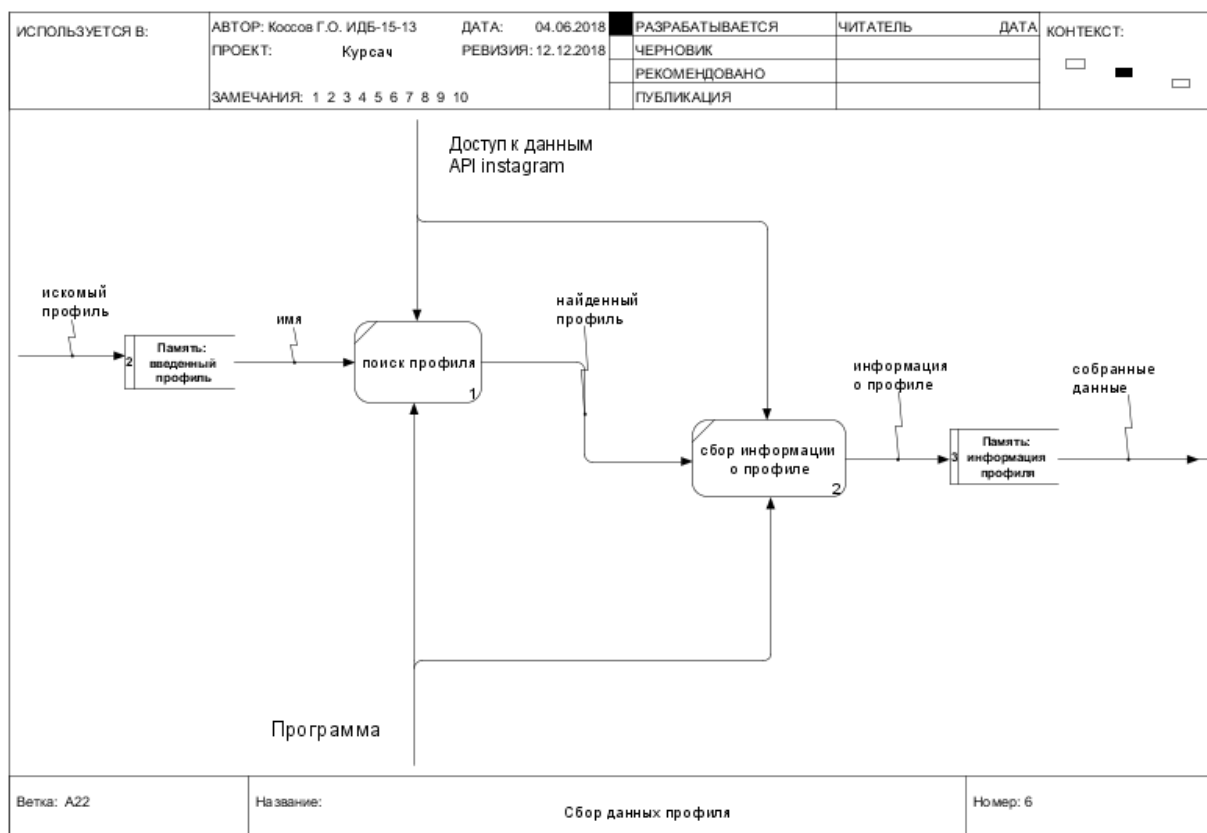 ИСПОЛЬЗУЕТСЯ В:
АВТОР: Коссов Г.О. ИДБ-15-13
ДАТА: 04.06.2018
ПРОЕКТ: Курсач
РЕВИЗИЯ: 12.12.2018
ЗАМЕЧАНИЯ: 1 2 3 4 5 6 7 8 9 10
РАЗРАБАТЫВАЕТСЯ
ЧЕРНОВИК
РЕКОМЕНДОВАНО
ПУБЛИКАЦИЯ
ЧИТАТЕЛЬ
ДАТА
КОНТЕКСТ:
Доступ к данным
API instagram
искомый
профиль
2
Память:
введенный
профиль
имя
поиск профиля
1
найденный
профиль
сбор информации
о профиле
2
информация
о профиле
3
Память:
информация
профиля
собранные
данные
Программа
Ветка: A22
Название:
Сбор данных профиля
Номер: 6